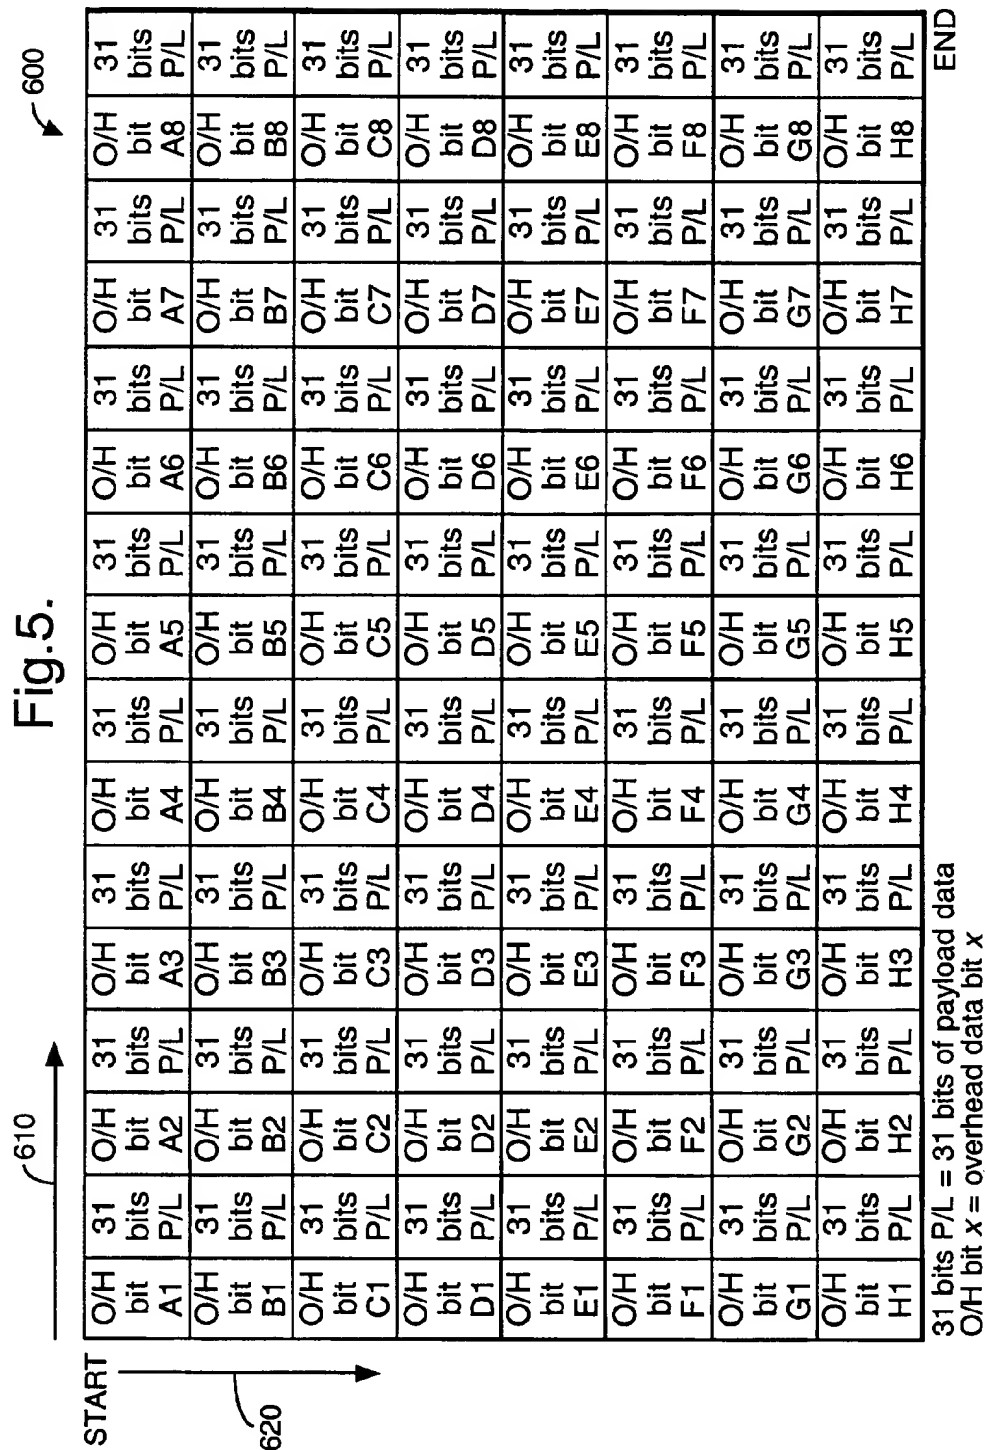 Fig.5.
600
610
START
620
O/H bit A1 31 bits P/L O/H bit A2 31 bits P/L O/H bit A3 31 bits P/L O/H bit A4 31 bits P/L O/H bit A5 31 bits P/L O/H bit A6 31 bits P/L O/H bit A7 31 bits P/L O/H bit A8 31 bits P/L
O/H bit B1 31 bits P/L O/H bit B2 31 bits P/L O/H bit B3 31 bits P/L O/H bit B4 31 bits P/L O/H bit B5 31 bits P/L O/H bit B6 31 bits P/L O/H bit B7 31 bits P/L O/H bit B8 31 bits P/L
O/H bit C1 31 bits P/L O/H bit C2 31 bits P/L O/H bit C3 31 bits P/L O/H bit C4 31 bits P/L O/H bit C5 31 bits P/L O/H bit C6 31 bits P/L O/H bit C7 31 bits P/L O/H bit C8 31 bits P/L
O/H bit D1 31 bits P/L O/H bit D2 31 bits P/L O/H bit D3 31 bits P/L O/H bit D4 31 bits P/L O/H bit D5 31 bits P/L O/H bit D6 31 bits P/L O/H bit D7 31 bits P/L O/H bit D8 31 bits P/L
O/H bit E1 31 bits P/L O/H bit E2 31 bits P/L O/H bit E3 31 bits P/L O/H bit E4 31 bits P/L O/H bit E5 31 bits P/L O/H bit E6 31 bits P/L O/H bit E7 31 bits P/L O/H bit E8 31 bits P/L
O/H bit F1 31 bits P/L O/H bit F2 31 bits P/L O/H bit F3 31 bits P/L O/H bit F4 31 bits P/L O/H bit F5 31 bits P/L O/H bit F6 31 bits P/L O/H bit F7 31 bits P/L O/H bit F8 31 bits P/L
O/H bit G1 31 bits P/L O/H bit G2 31 bits P/L O/H bit G3 31 bits P/L O/H bit G4 31 bits P/L O/H bit G5 31 bits P/L O/H bit G6 31 bits P/L O/H bit G7 31 bits P/L O/H bit G8 31 bits P/L
O/H bit H1 31 bits P/L O/H bit H2 31 bits P/L O/H bit H3 31 bits P/L O/H bit H4 31 bits P/L O/H bit H5 31 bits P/L O/H bit H6 31 bits P/L O/H bit H7 31 bits P/L O/H bit H8 31 bits P/L
END
31 bits P/L = 31 bits of payload data
O/H bit x = overhead data bit x